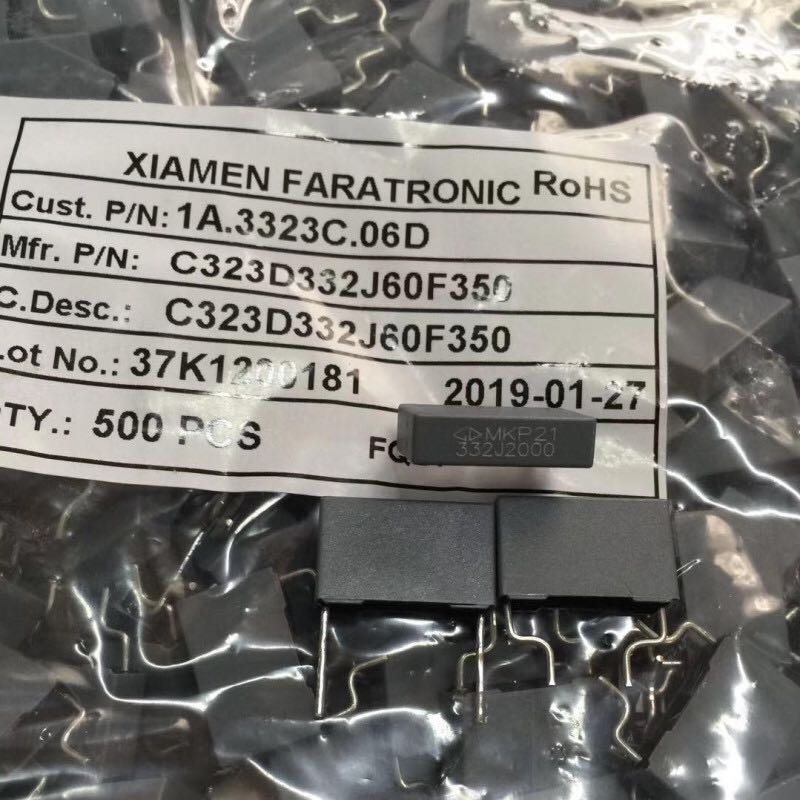 XIAMEN FARATRONIC RoHS
Cust. P/N: 1A.3323C.06D
Mfr. P/N: C323D332J60F350
C.Desc.: C323D332J60F350
Lot No.: 37K1200181 2019-01-27
QTY.: 500 PCS
MKP21
332J2000